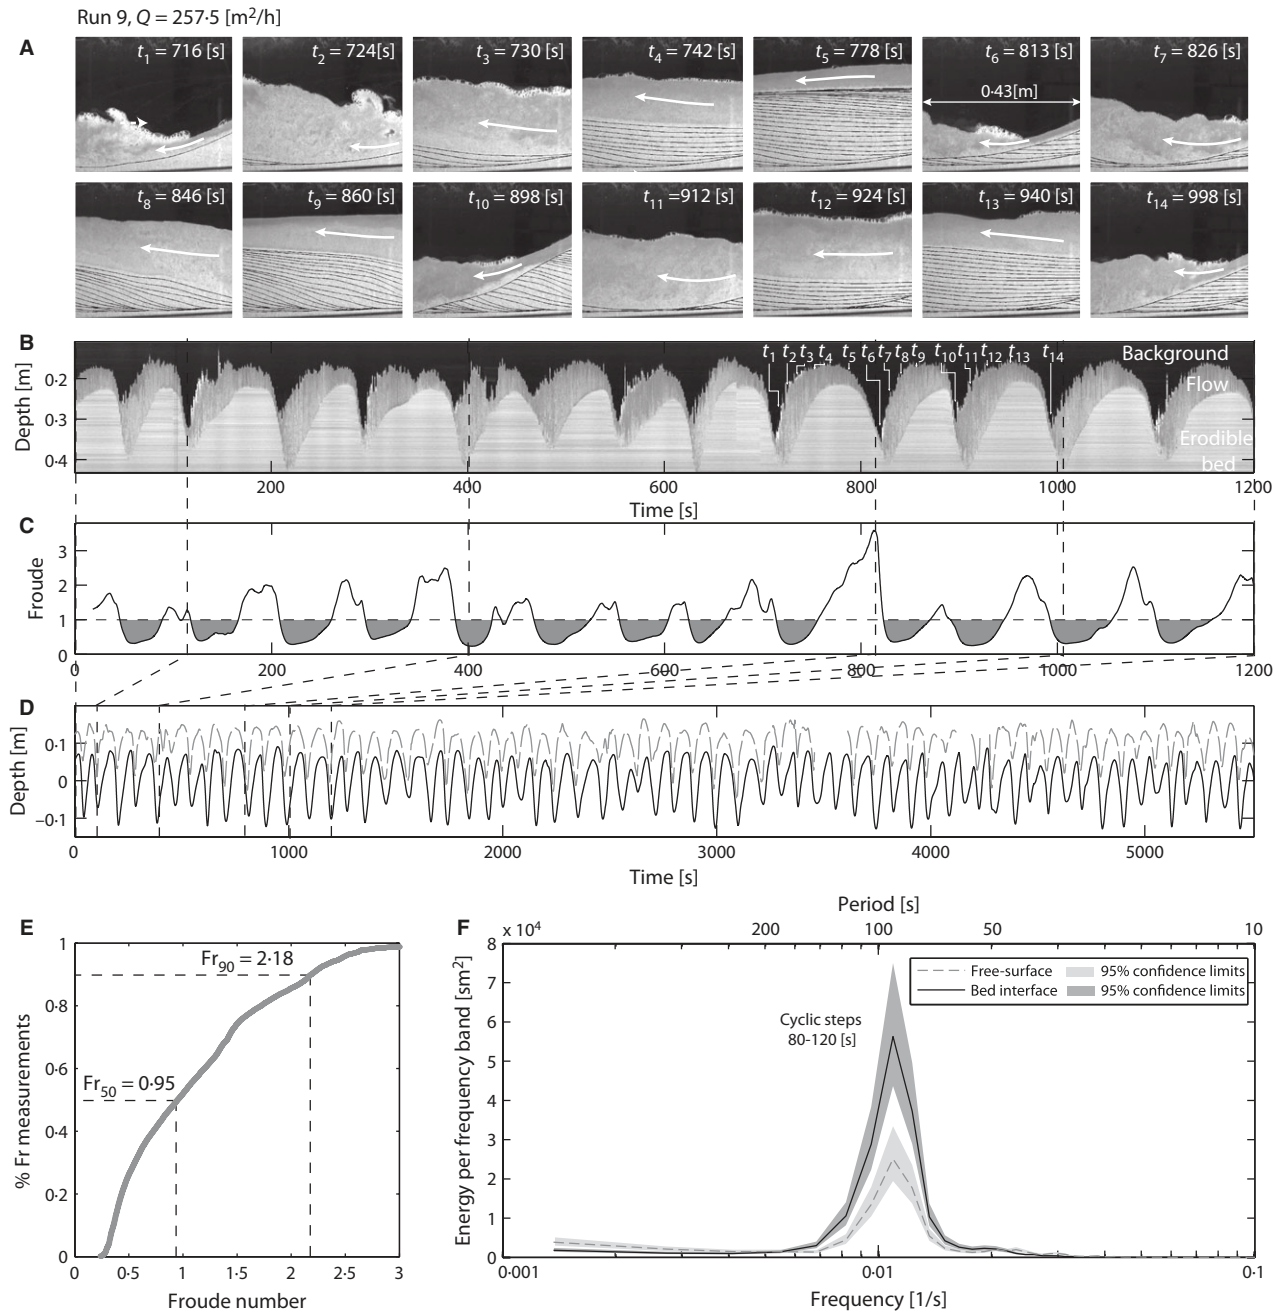 Run 9, Q = 257·5 [m²/h]
A
t₁ = 716 [s]
t₂ = 724[s]
t₃ = 730 [s]
t₄ = 742 [s]
t₅ = 778 [s]
t₆ = 813 [s]
t₇ = 826 [s]
0·43[m]
t₈ = 846 [s]
t₉ = 860 [s]
t₁₀ = 898 [s]
t₁₁ =912 [s]
t₁₂ = 924 [s]
t₁₃ = 940 [s]
t₁₄ = 998 [s]
B
t₁ t₂ t₃ t₄ t₅ t₆ t₇ t₈ t₉ t₁₀ t₁₁ t₁₂ t₁₃ t₁₄
Background
Flow
Erodible
bed
Depth [m]
0·2
0·3
0·4
200 400 600 800 1000 1200
Time [s]
C
Froude
3
2
1
0
0 200 400 600 800 1000 1200
D
Depth [m]
0·1
0
−0·1
0 1000 2000 3000 4000 5000
Time [s]
E
% Fr measurements
1
0·8
0·6
0·4
0·2
0
Fr₉₀ = 2·18
Fr₅₀ = 0·95
0 0·5 1 1·5 2 2·5 3
Froude number
F
Period [s]
x 10⁴
200 100 50 10
Energy per frequency band [sm²]
8
7
6
5
4
3
2
1
0
Free-surface 95% confidence limits
Bed interface 95% confidence limits
Cyclic steps
80-120 [s]
0·001 0·01 0·1
Frequency [1/s]